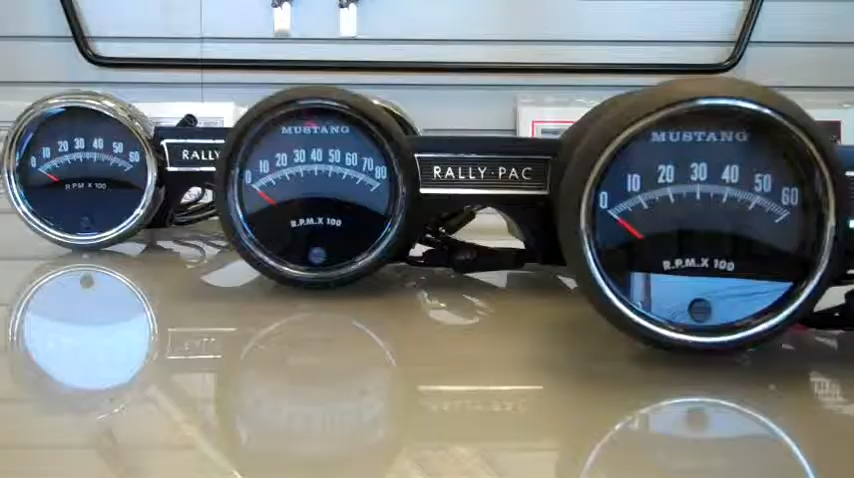 0 10 20 30 40 50 60
R.P.M X 100
RALLY
MUSTANG
0 10 20 30 40 50 60 70 80
R.P.M.X 100
RALLY·PAC
MUSTANG
0 10 20 30 40 50 60
R.P.M.X 100